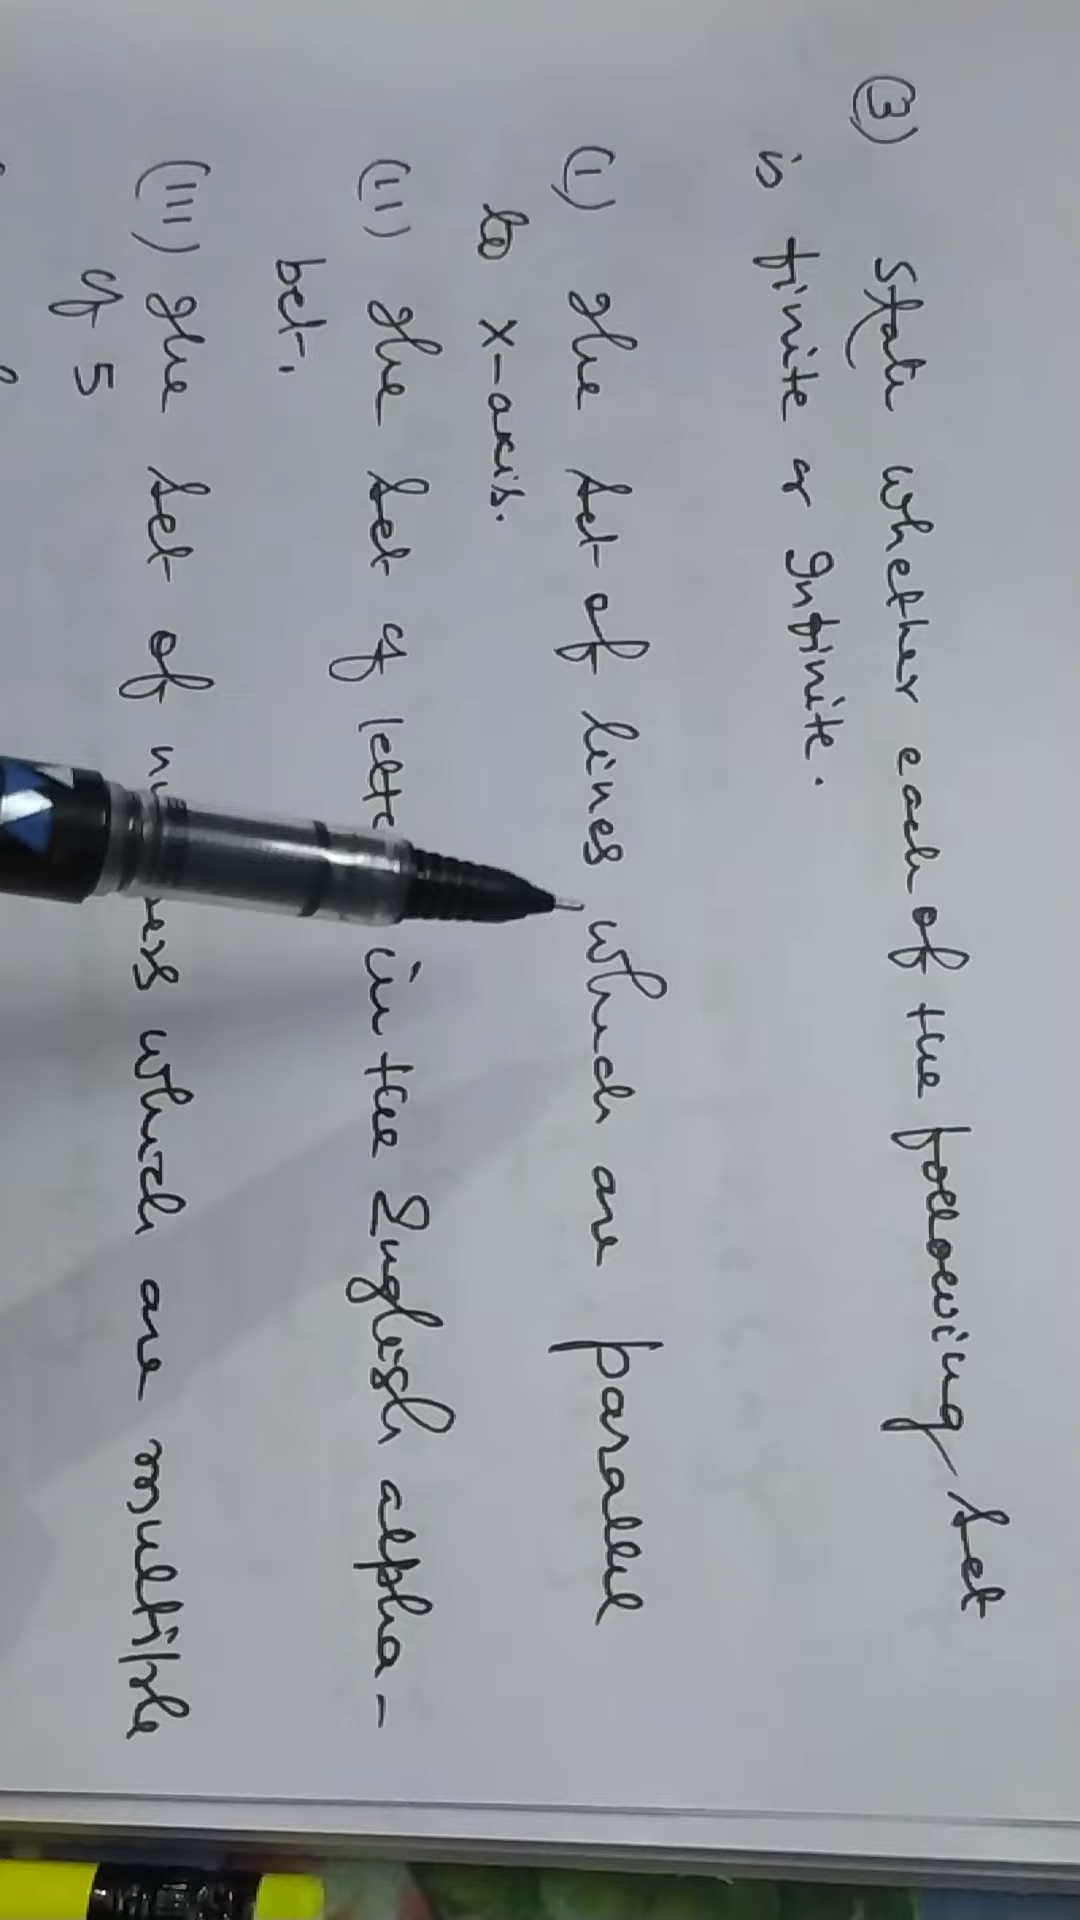 (3) State whether each of the following set
is finite or Infinite.
(i) The set of lines which are parallel
to x-axis.
(ii) The set of in the English alpha-
bet.
(iii) The set of which are multiple
of 5